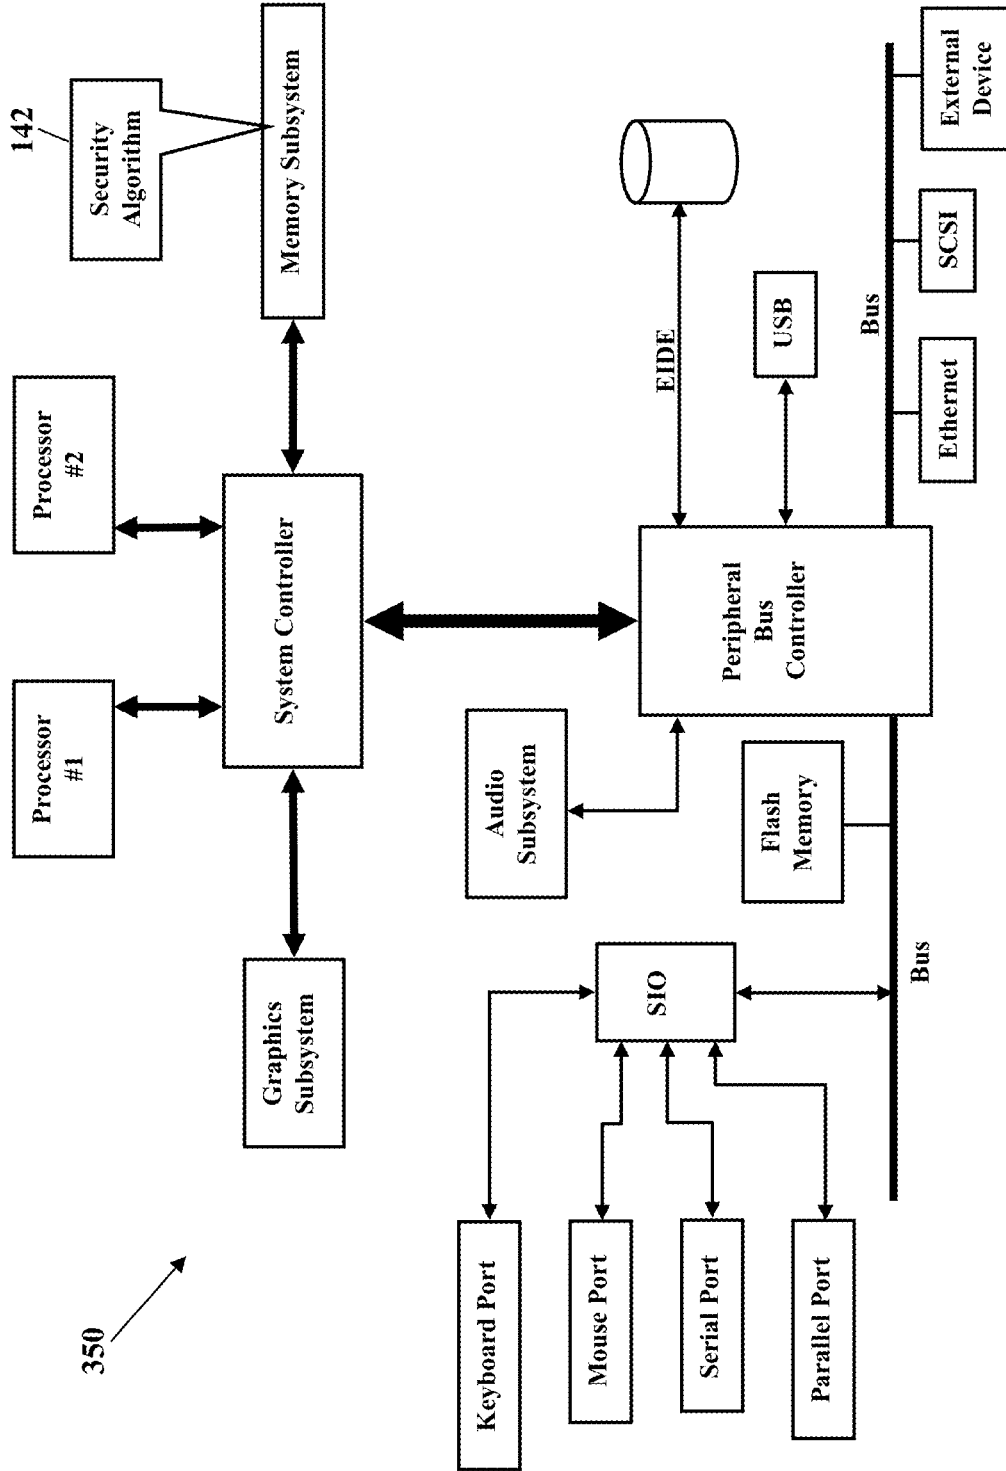 350
142
Processor
#1
Processor
#2
Security
Algorithm
Graphics
Subsystem
System Controller
Memory Subsystem
Keyboard Port
Mouse Port
Serial Port
Parallel Port
SIO
Audio
Subsystem
Flash
Memory
Peripheral
Bus
Controller
EIDE
USB
Bus
Bus
Ethernet
SCSI
External
Device